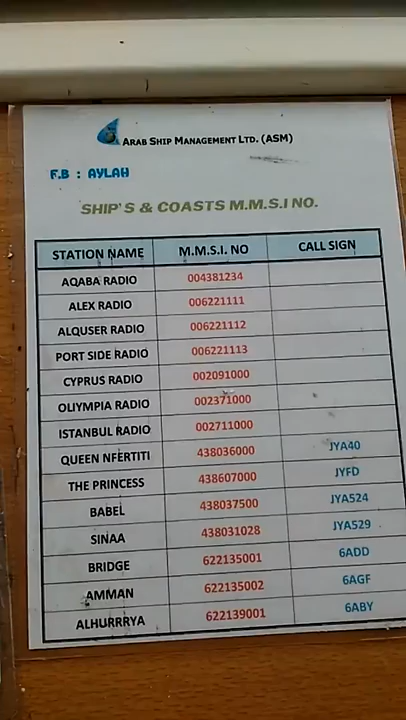 ARAB SHIP MANAGEMENT LTD. (ASM)
F.B : AYLAH
SHIP'S & COASTS M.M.S.I NO.
STATION NAME M.M.S.I. NO CALL SIGN
AQABA RADIO 004381234
ALEX RADIO 006221111
ALQUSER RADIO 006221112
PORT SIDE RADIO 006221113
CYPRUS RADIO 002091000
OLIYMPIA RADIO 002371000
ISTANBUL RADIO 002711000
QUEEN NFERTITI 438036000 JYA40
THE PRINCESS 438607000 JYFD
BABEL 438037500 JYA524
SINAA 438031028 JYA529
BRIDGE 622135001 6ADD
AMMAN 622135002 6AGF
ALHURRRYA 622139001 6ABY